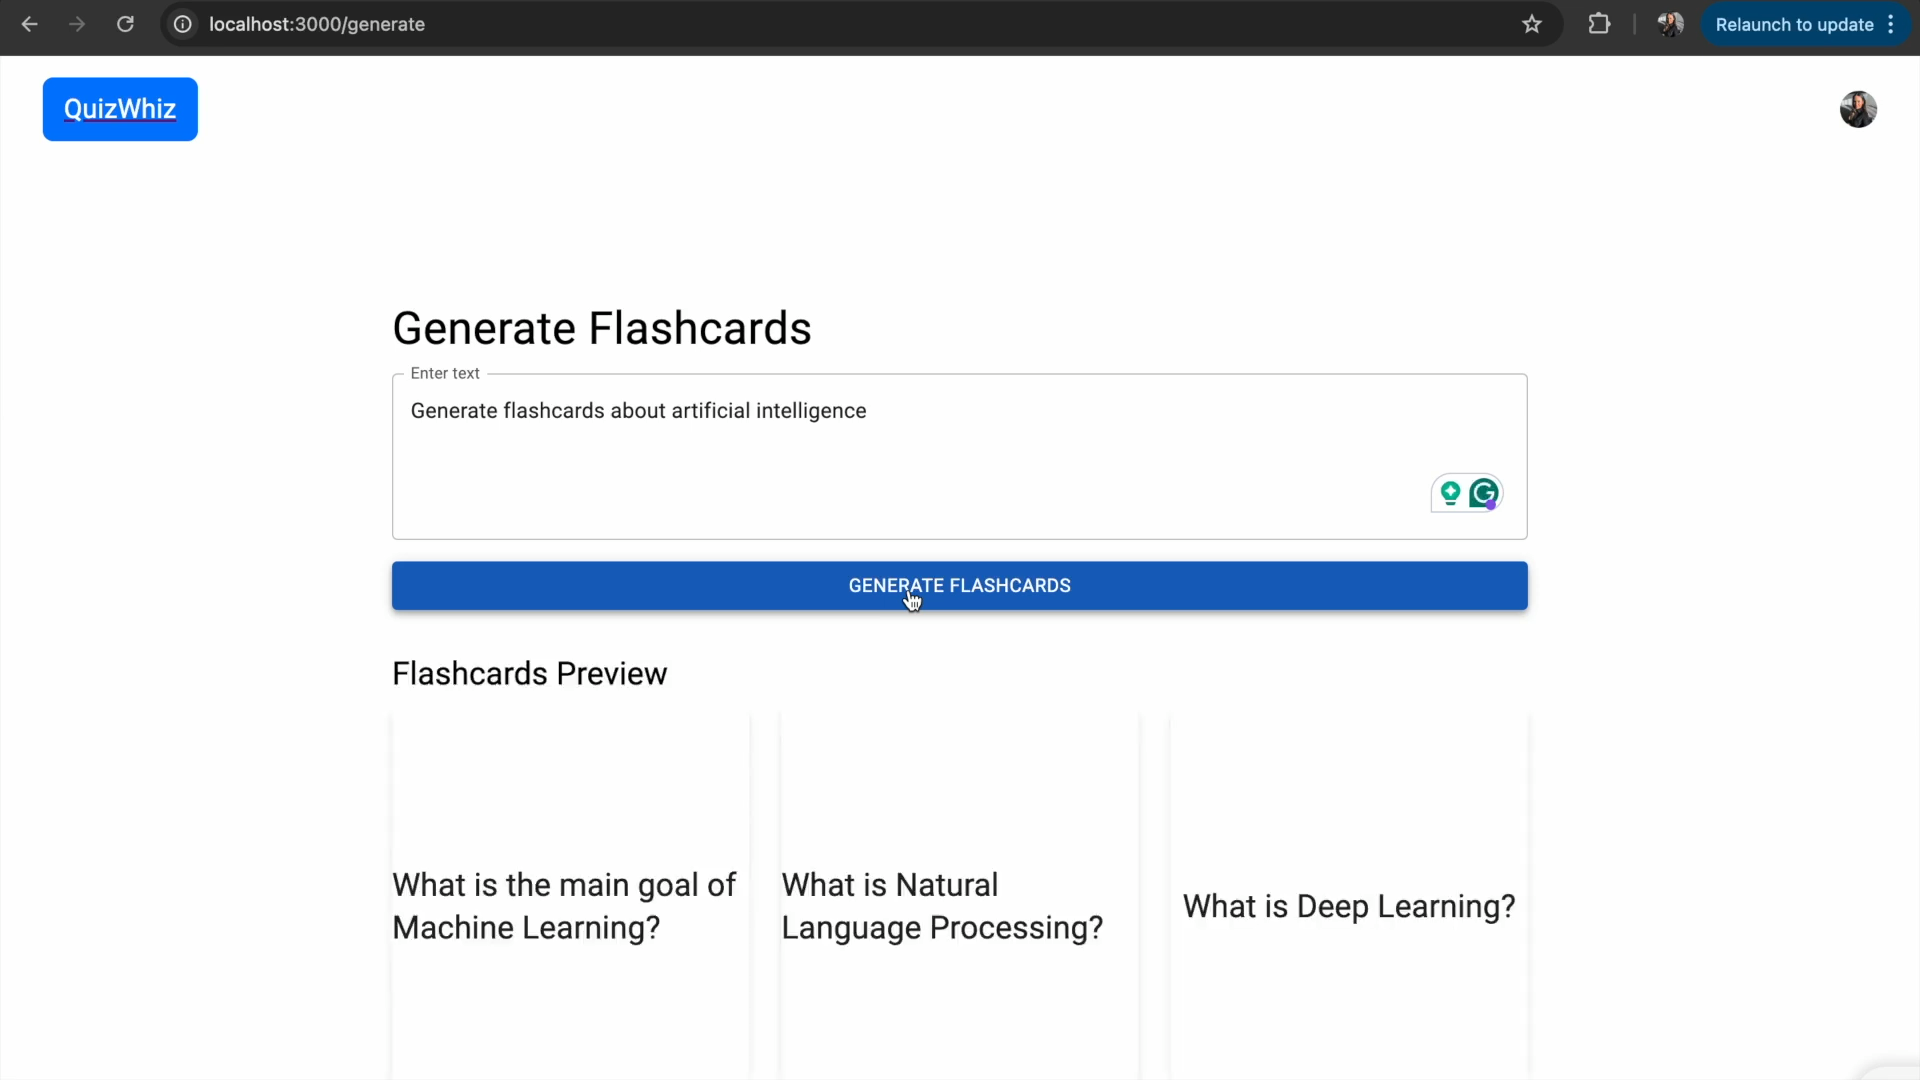 localhost:3000/generate
Relaunch to update
QuizWhiz
Generate Flashcards
Enter text
Generate flashcards about artificial intelligence
GENERATE FLASHCARDS
Flashcards Preview
What is the main goal of
Machine Learning?
What is Natural
Language Processing?
What is Deep Learning?